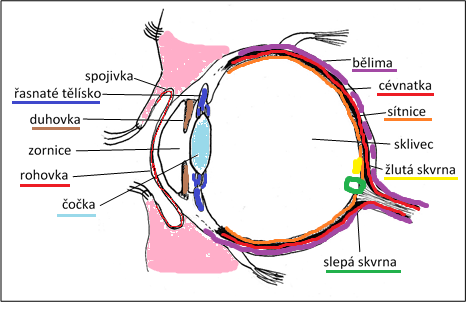 spojivka
řasnaté tělísko
duhovka
zornice
rohovka
čočka
bělima
cévnatka
sítnice
sklivec
žlutá skvrna
slepá skvrna